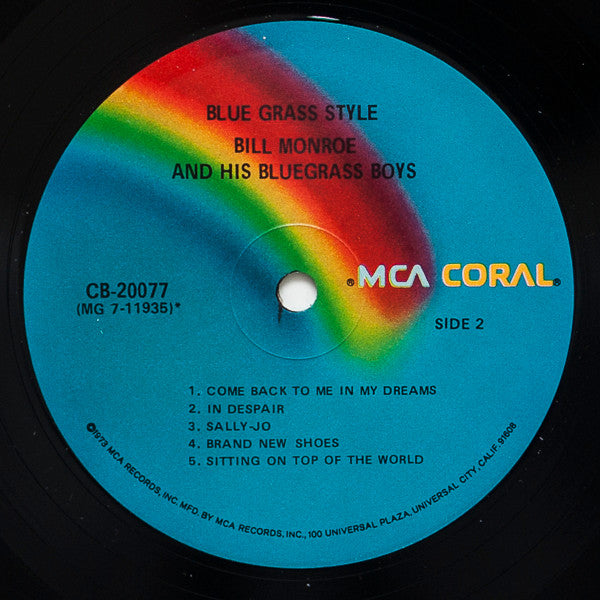 BLUE GRASS STYLE
BILL MONROE
AND HIS BLUEGRASS BOYS
®MCA CORAL®
CB-20077
(MG 7-11935)*
SIDE 2
1. COME BACK TO ME IN MY DREAMS
2. IN DESPAIR
3. SALLY-JO
4. BRAND NEW SHOES
5. SITTING ON TOP OF THE WORLD
℗1973 MCA RECORDS, INC. MFD. BY MCA RECORDS, INC., 100 UNIVERSAL PLAZA, UNIVERSAL CITY, CALIF. 91608